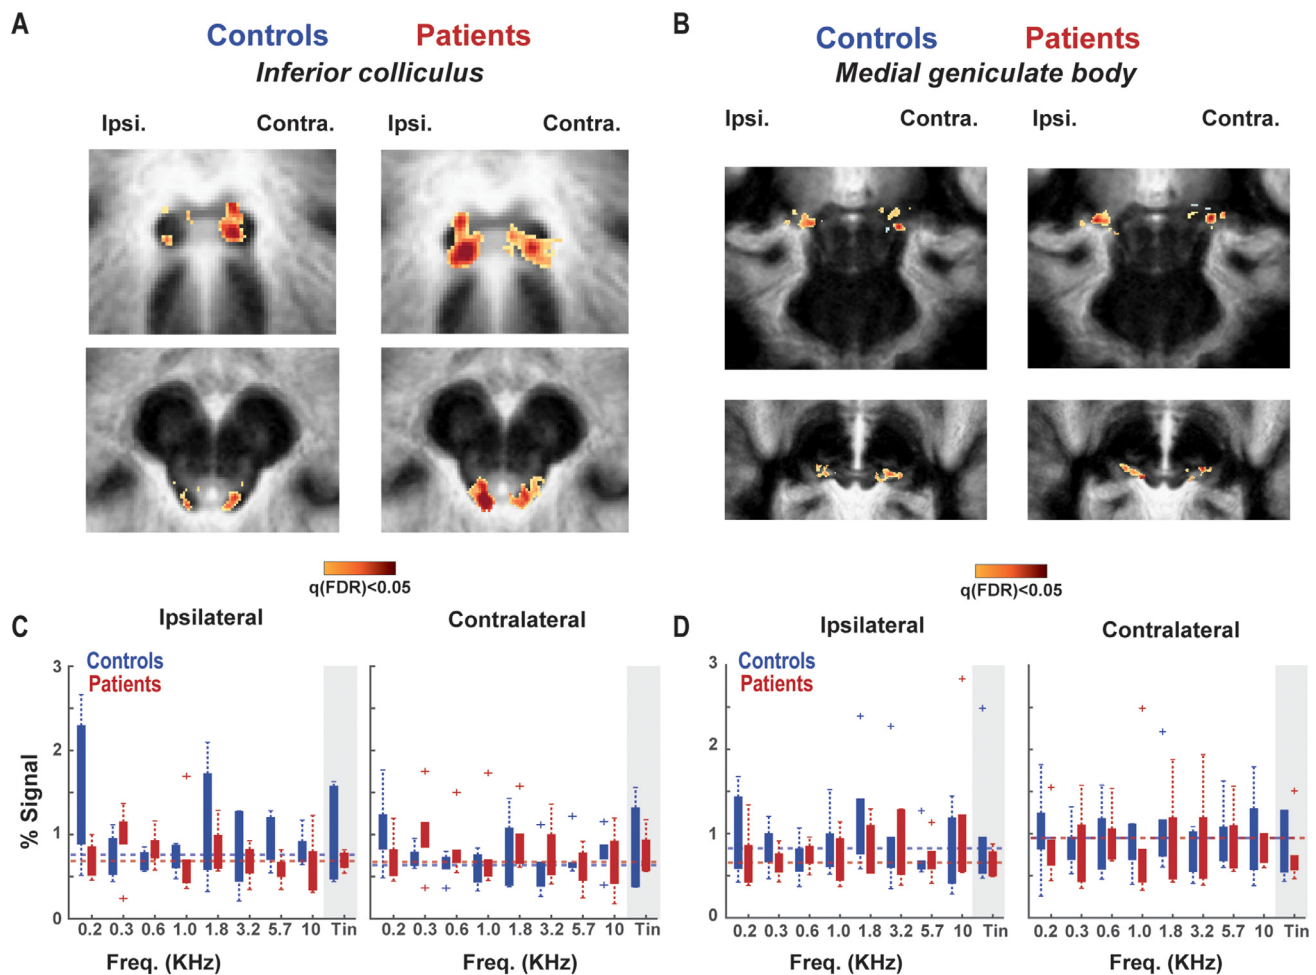 A
Controls Patients
Inferior colliculus
Ipsi. Contra. Ipsi. Contra.
q(FDR)<0.05
B
Controls Patients
Medial geniculate body
Ipsi. Contra. Ipsi. Contra.
q(FDR)<0.05
C
Ipsilateral Contralateral
Controls
Patients
% Signal
3
2
1
0
0.2 0.3 0.6 1.0 1.8 3.2 5.7 10 Tin
0.2 0.3 0.6 1.0 1.8 3.2 5.7 10 Tin
Freq. (KHz) Freq. (KHz)
D
Ipsilateral Contralateral
Controls
Patients
3
2
1
0
0.2 0.3 0.6 1.0 1.8 3.2 5.7 10 Tin
0.2 0.3 0.6 1.0 1.8 3.2 5.7 10 Tin
Freq. (KHz) Freq. (KHz)